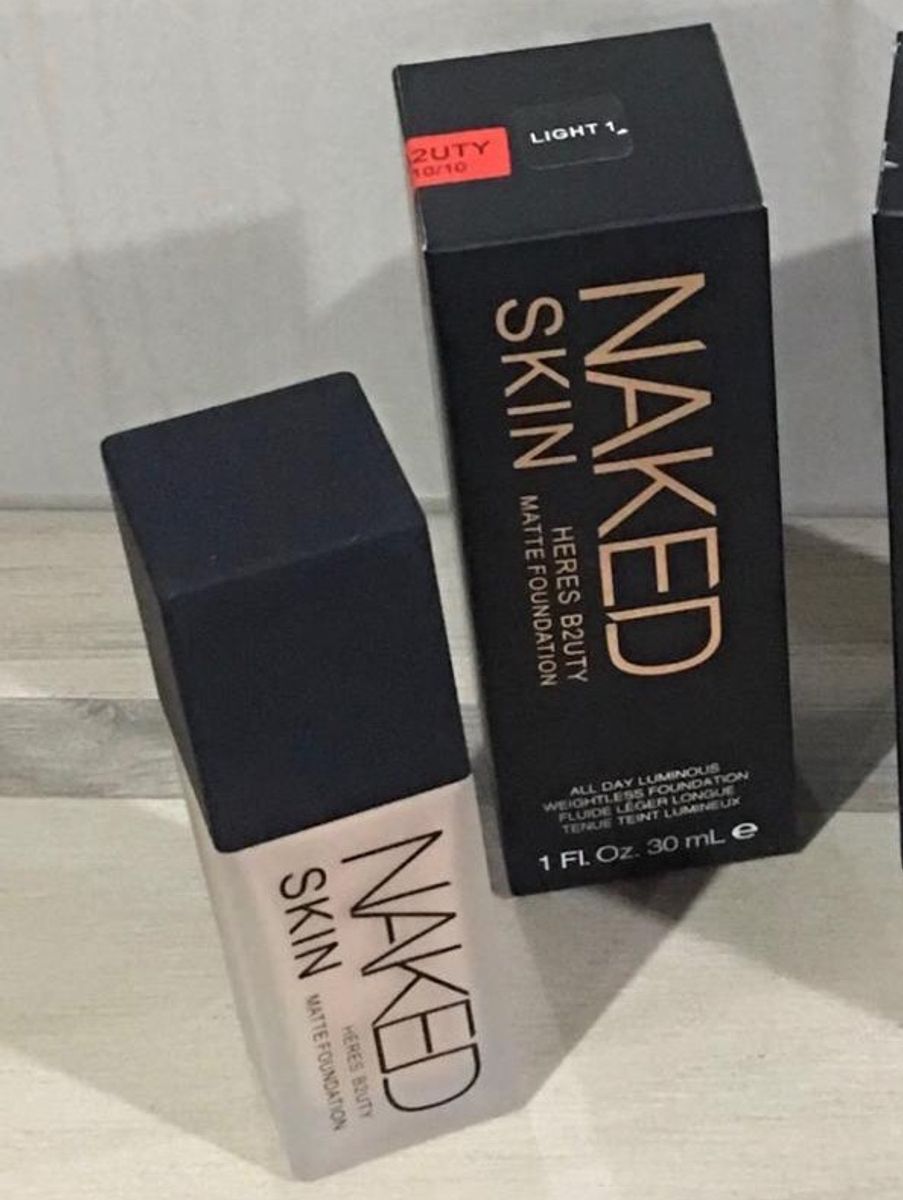 2UTY
10/10
LIGHT 1
NAKED
SKIN
HERES B2UTY
MATTE FOUNDATION
ALL DAY LUMINOUS
WEIGHTLESS FOUNDATION
FLUIDE LÉGER LONGUE
TENUE TEINT LUMINEUX
1 Fl. Oz. 30 mL e
NAKED
SKIN
HERES B2UTY
MATTE FOUNDATION